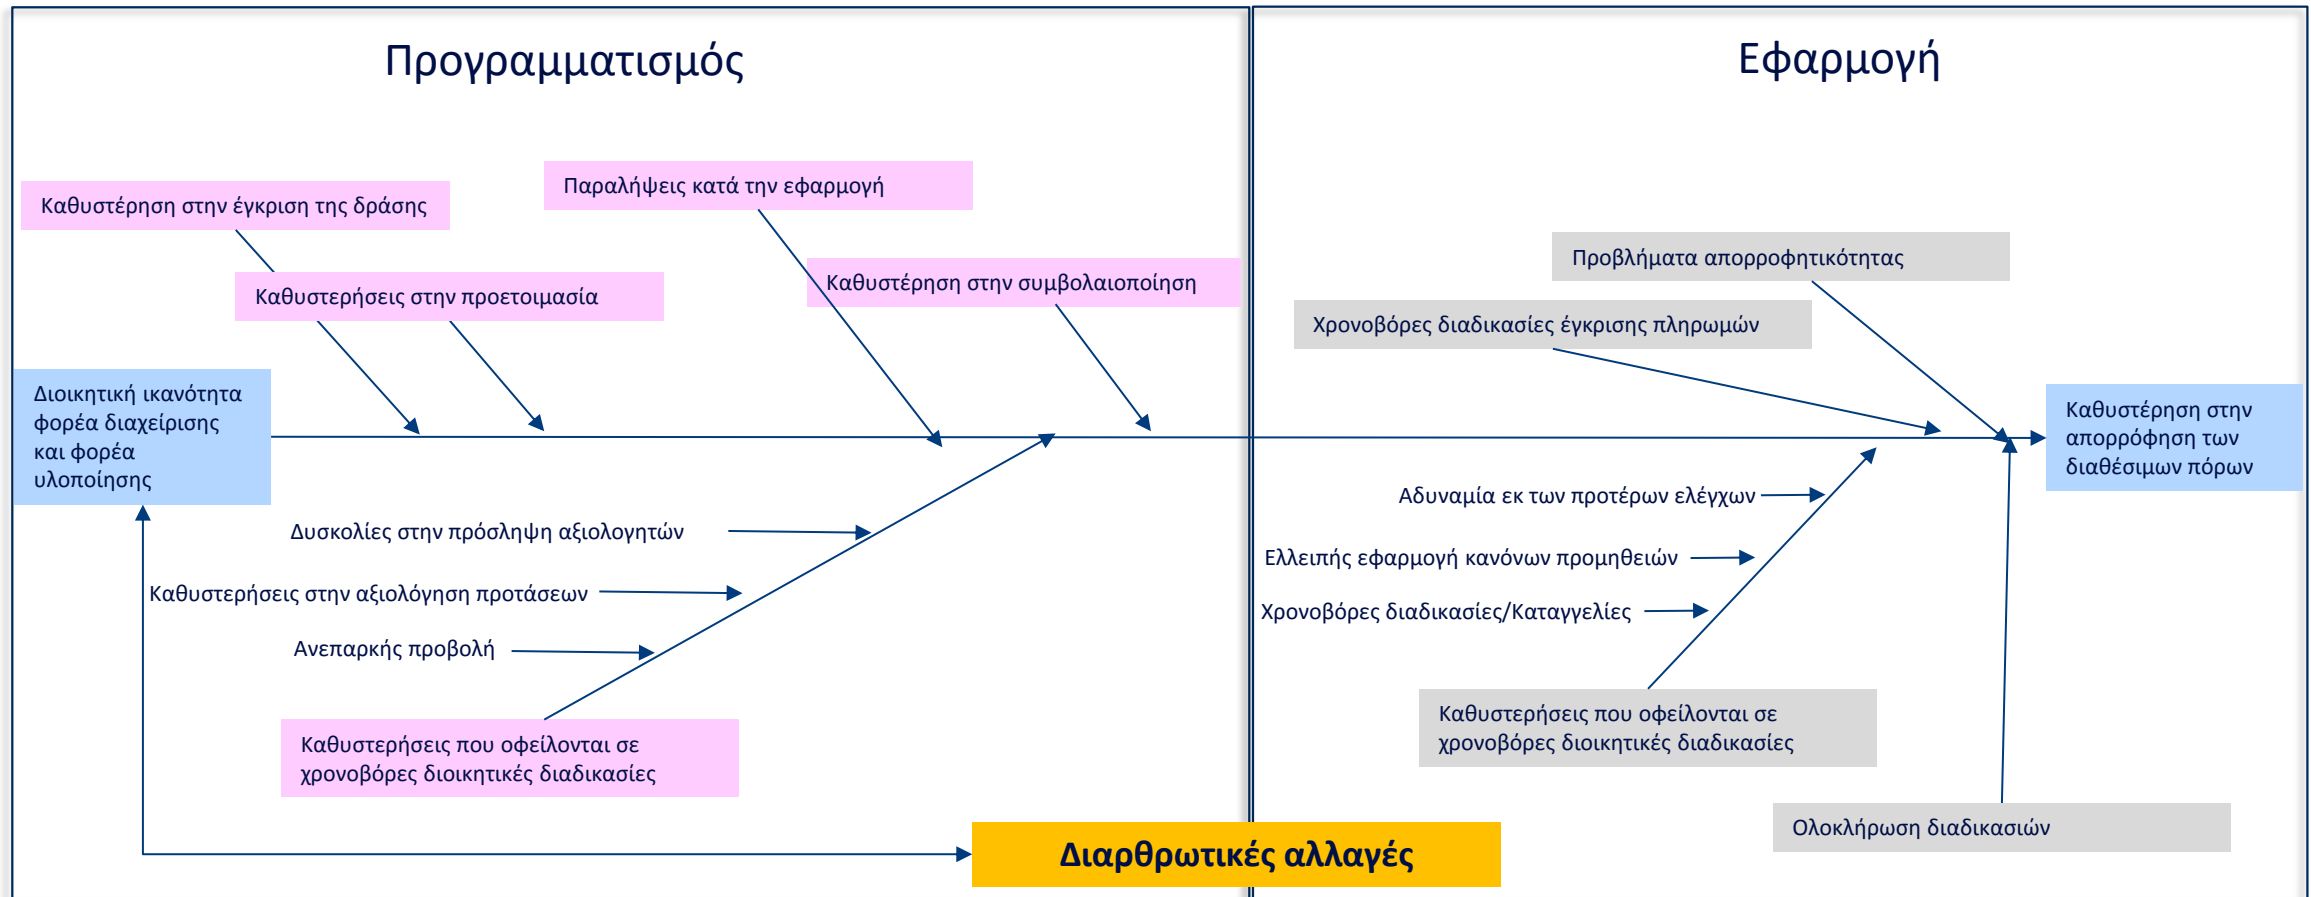 Προγραμματισμός
Εφαρμογή
Παραλήψεις κατά την εφαρμογή
Καθυστέρηση στην έγκριση της δράσης
Καθυστερήσεις στην προετοιμασία
Καθυστέρηση στην συμβολαιοποίηση
Προβλήματα απορροφητικότητας
Χρονοβόρες διαδικασίες έγκρισης πληρωμών
Διοικητική ικανότητα
φορέα διαχείρισης
και φορέα
υλοποίησης
Καθυστέρηση στην
απορρόφηση των
διαθέσιμων πόρων
Δυσκολίες στην πρόσληψη αξιολογητών
Καθυστερήσεις στην αξιολόγηση προτάσεων
Ανεπαρκής προβολή
Καθυστερήσεις που οφείλονται σε
χρονοβόρες διοικητικές διαδικασίες
Αδυναμία εκ των προτέρων ελέγχων
Ελλειπής εφαρμογή κανόνων προμηθειών
Χρονοβόρες διαδικασίες/Καταγγελίες
Καθυστερήσεις που οφείλονται σε
χρονοβόρες διοικητικές διαδικασίες
Ολοκλήρωση διαδικασιών
Διαρθρωτικές αλλαγές